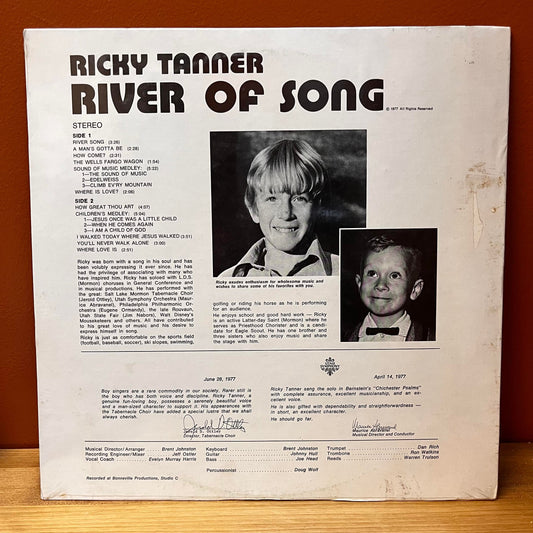 RICKY TANNER
RIVER OF SONG
© 1977 All Rights Reserved
STEREO
SIDE 1
RIVER SONG (3:26)
A MAN'S GOTTA BE (2:28)
HOW COME? (2:31)
THE WELLS FARGO WAGON (1:54)
SOUND OF MUSIC MEDLEY: (5:22)
1—THE SOUND OF MUSIC
2—EDELWEISS
3—CLIMB EV'RY MOUNTAIN
WHERE IS LOVE? (2:06)
SIDE 2
HOW GREAT THOU ART (4:07)
CHILDREN'S MEDLEY: (5:04)
1—JESUS ONCE WAS A LITTLE CHILD
2—WHEN HE COMES AGAIN
3—I AM A CHILD OF GOD
I WALKED TODAY WHERE JESUS WALKED (3:51)
YOU'LL NEVER WALK ALONE (3:00)
WHERE LOVE IS (2:51)
Ricky was born with a song in his soul and has
been volubly expressing it ever since. He has
had the privilege of associating with many who
have inspired him. Ricky has soloed with L.D.S.
(Mormon) choruses in General Conference and
in musical productions. He has performed with
the great: Salt Lake Mormon Tabernacle Choir
(Jerold Ottley), Utah Symphony Orchestra (Maur-
ice Abravanel), Philadelphia Philharmonic Or-
chestra (Eugene Ormandy), the late Rouvaun,
Utah State Fair (Jim Nabors), Walt Disney's
Mouseketeers and others. All have contributed to
his great love of music and his desire to
express himself in song.
Ricky is just as comfortable on the sports field
(football, baseball, soccer), ski slopes, swimming,
Ricky exudes enthusiasm for wholesome music and
wishes to share some of his favorites with you.
golfing or riding his horse as he is performing
for an audience.
He enjoys school and good hard work — Ricky
is an active Latter-day Saint (Mormon) where he
serves as Priesthood Chorister and is a candi-
date for Eagle Scout. He has one brother and
three sisters who also enjoy music and share
the stage with him.
June 28, 1977
Boy singers are a rare commodity in our society. Rarer still is
the boy who has both voice and discipline. Ricky Tanner, a
genuine fun-loving boy, possesses a serenely beautiful voice
and a man-sized character to support it. His appearances with
the Tabernacle Choir have added a special lustre that we shall
always cherish.
Jerold D. Ottley
Director, Tabernacle Choir
April 14, 1977
Ricky Tanner sang the solo in Bernstein's "Chichester Psalms"
with complete assurance, excellent musicianship, and an ex-
cellent voice.
He is also gifted with dependability and straightforwardness —
in short, an excellent character.
He should go far.
Maurice Abravanel
Musical Director and Conductor
Musical Director/Arranger Brent Johnston
Recording Engineer/Mixer Jeff Ostler
Vocal Coach Evelyn Murray Harris
Keyboard Brent Johnston
Guitar Johnny Hull
Bass Joe Head
Percussionist Doug Wolf
Trumpet Dan Rich
Trombone Ron Watkins
Reeds Warren Trulson
Recorded at Bonneville Productions, Studio C